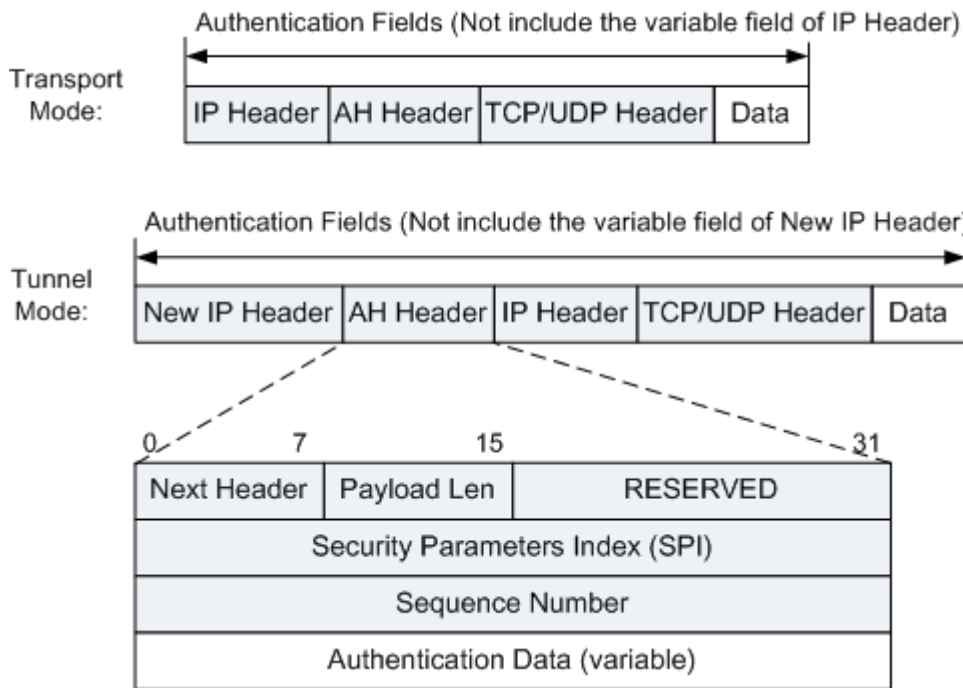 Authentication Fields (Not include the variable field of IP Header)
Transport
Mode:
IP Header AH Header TCP/UDP Header Data
Authentication Fields (Not include the variable field of New IP Header)
Tunnel
Mode:
New IP Header AH Header IP Header TCP/UDP Header Data
0 7 15 31
Next Header Payload Len RESERVED
Security Parameters Index (SPI)
Sequence Number
Authentication Data (variable)